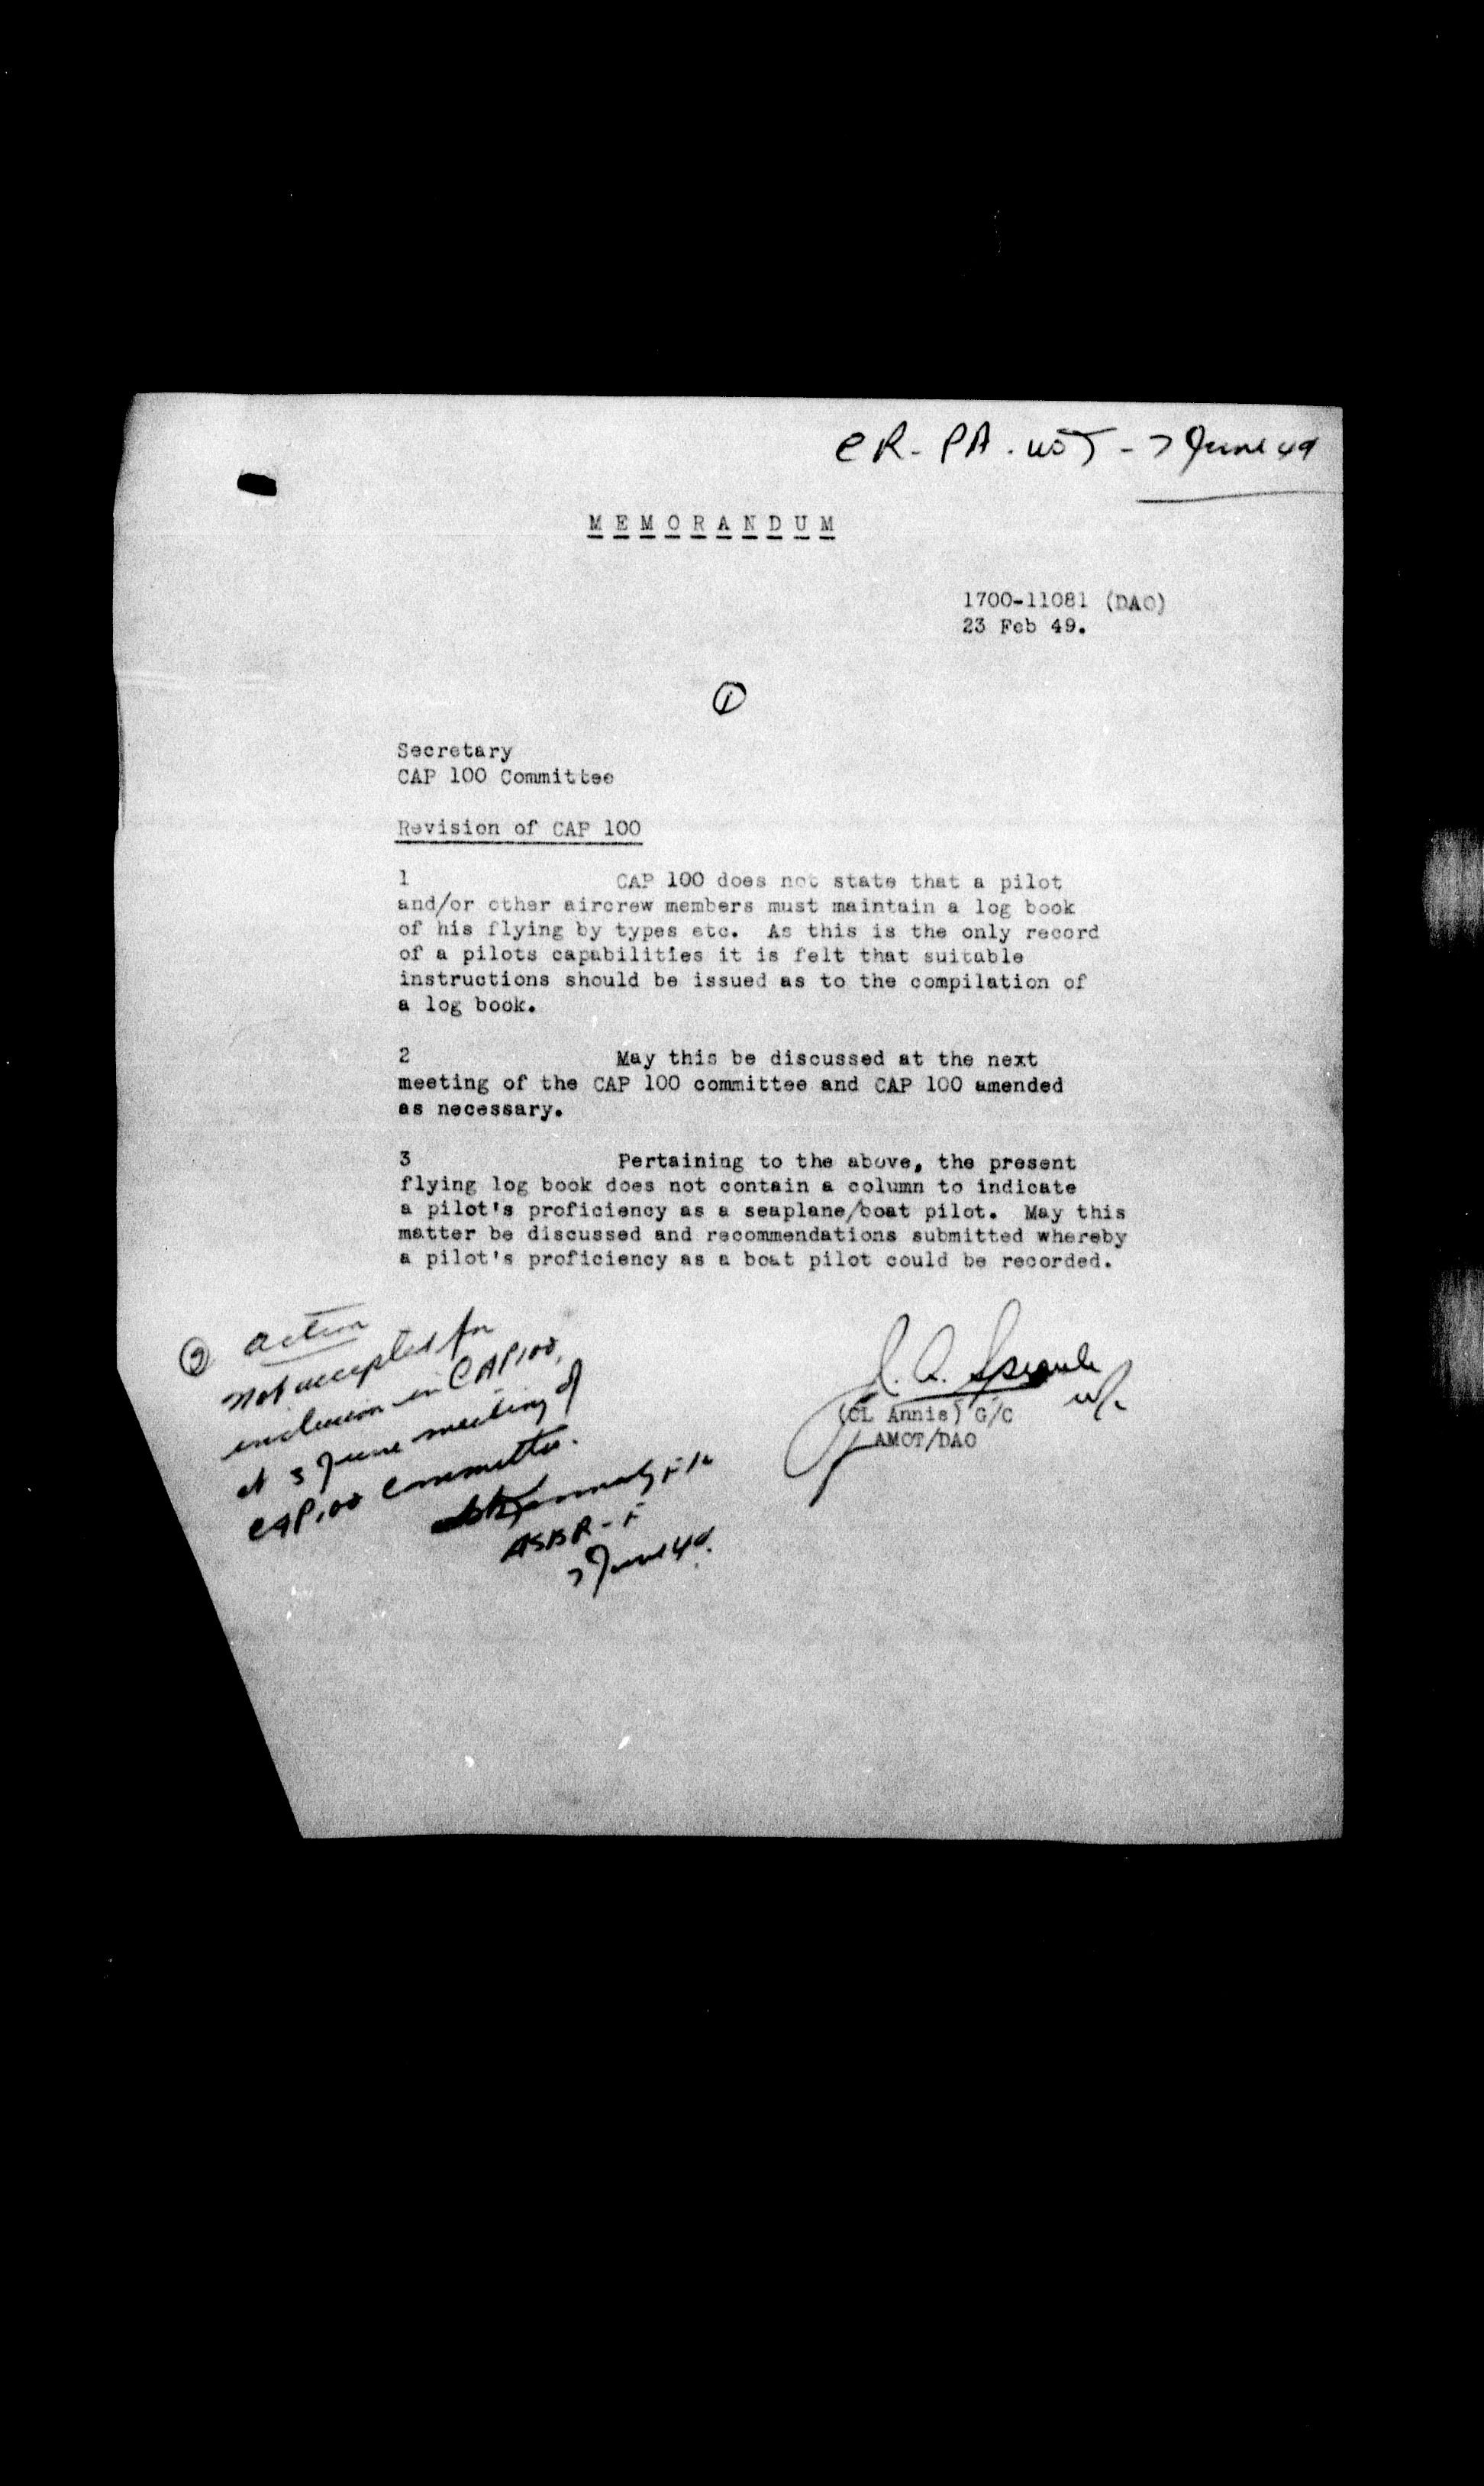 CR - PA. - 7 June 49
MEMORANDUM
1700-11081 (DAO)
23 Feb 49.
1
Secretary
CAP 100 Committee
Revision of CAP 100
1 CAP 100 does not state that a pilot
and/or other aircrew members must maintain a log book
of his flying by types etc. As this is the only record
of a pilots capabilities it is felt that suitable
instructions should be issued as to the compilation of
a log book.
2 May this be discussed at the next
meeting of the CAP 100 committee and CAP 100 amended
as necessary.
3 Pertaining to the above, the present
flying log book does not contain a column to indicate
a pilot's proficiency as a seaplane/boat pilot. May this
matter be discussed and recommendations submitted whereby
a pilot's proficiency as a boat pilot could be recorded.
(CL Annis) G/C
AMOT/DAO
2 Action
Not accepted for
inclusion in CAP100,
at 3 June meeting of
CAP100 Committee.
F/L
7 June 49.